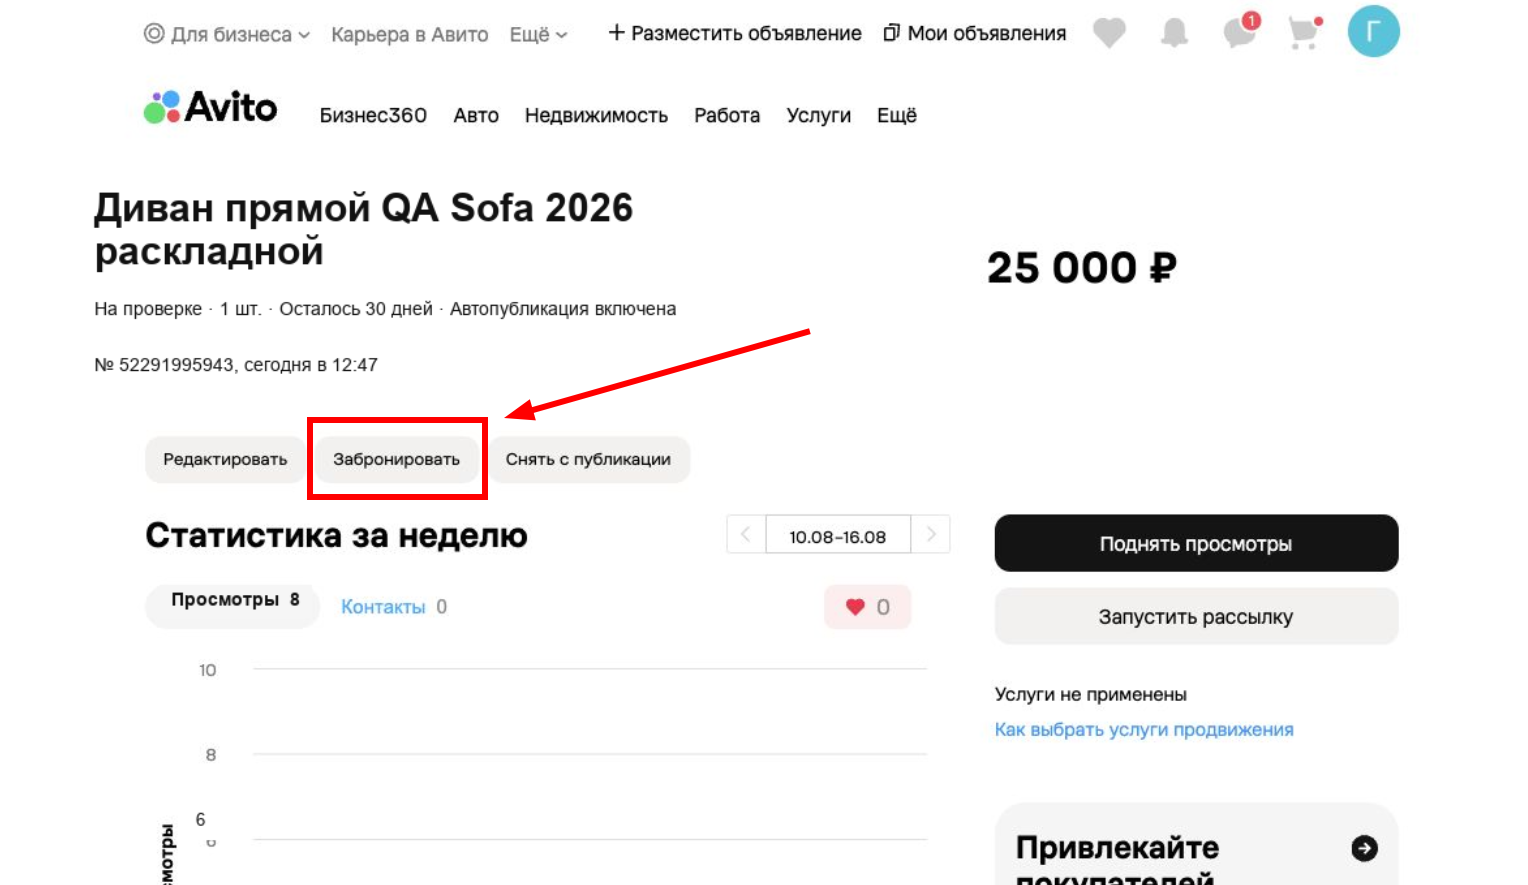 Для бизнеса Карьера в Авито Ещё + Разместить объявление Мои объявления 1 Г
Avito Бизнес360 Авто Недвижимость Работа Услуги Ещё
Диван прямой QA Sofa 2026
раскладной
25 000 ₽
На проверке · 1 шт. · Осталось 30 дней · Автопубликация включена
№ 52291995943, сегодня в 12:47
Редактировать Забронировать Снять с публикации
Статистика за неделю 10.08–16.08
Поднять просмотры
Просмотры 8 Контакты 0 0
Запустить рассылку
10
8
6
Услуги не применены
Как выбрать услуги продвижения
Привлекайте
покупателей